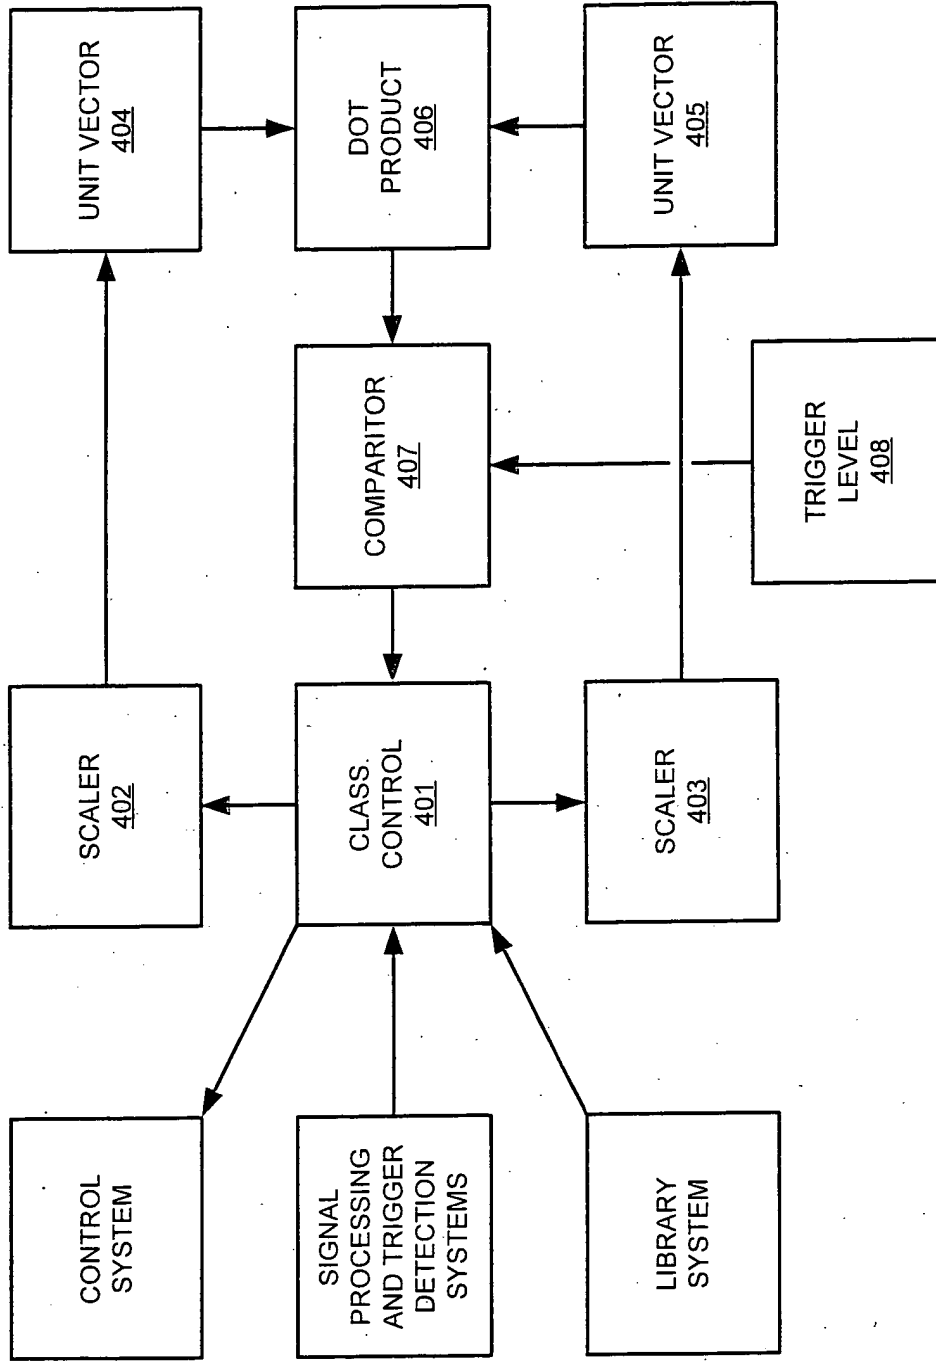 CONTROL
SYSTEM
SCALER
402
UNIT VECTOR
404
SIGNAL
PROCESSING
AND TRIGGER
DETECTION
SYSTEMS
CLASS.
CONTROL
401
COMPARITOR
407
DOT
PRODUCT
406
LIBRARY
SYSTEM
SCALER
403
UNIT VECTOR
405
TRIGGER
LEVEL
408